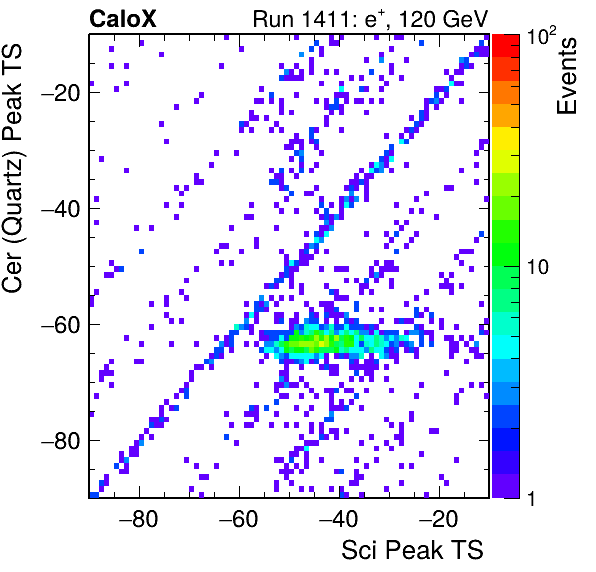 CaloX Run 1411: e⁺, 120 GeV
Cer (Quartz) Peak TS
−20
−40
−60
−80
−80 −60 −40 −20
Sci Peak TS
10²
10
1
Events